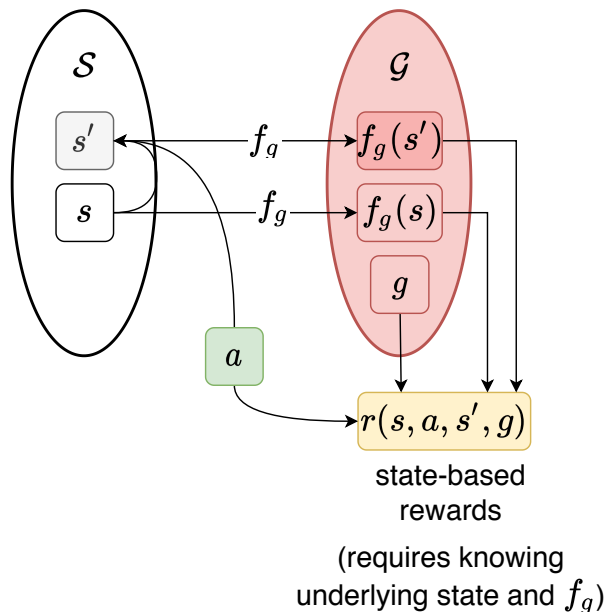 𝒮 𝒢
s′ f_g f_g(s′)
s f_g f_g(s)
g
a
r(s, a, s′, g)
state-based
rewards
(requires knowing
underlying state and f_g)